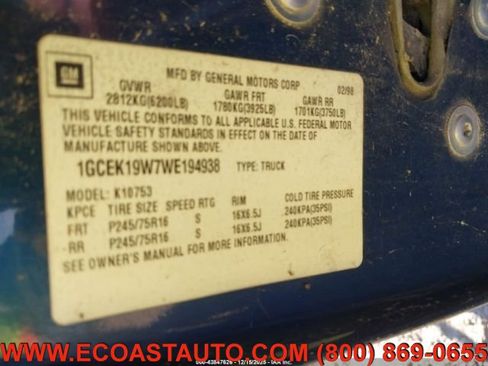 GM
MFD BY GENERAL MOTORS CORP 02/98
GVWR GAWR FRT GAWR RR
2812KG(6200LB) 1780KG(3925LB) 1701KG(3750LB)
THIS VEHICLE CONFORMS TO ALL APPLICABLE U.S. FEDERAL MOTOR
VEHICLE SAFETY STANDARDS IN EFFECT ON THE DATE OF
MANUFACTURE SHOWN ABOVE.
1GCEK19W7WE194938 TYPE: TRUCK
MODEL: K10753
KPCE TIRE SIZE SPEED RTG RIM COLD TIRE PRESSURE
FRT P245/75R16 S 16X6.5J 240KPA(35PSI)
RR P245/75R16 S 16X6.5J 240KPA(35PSI)
SEE OWNER'S MANUAL FOR MORE INFORMATION.
WWW.ECOASTAUTO.COM (800) 869-0655